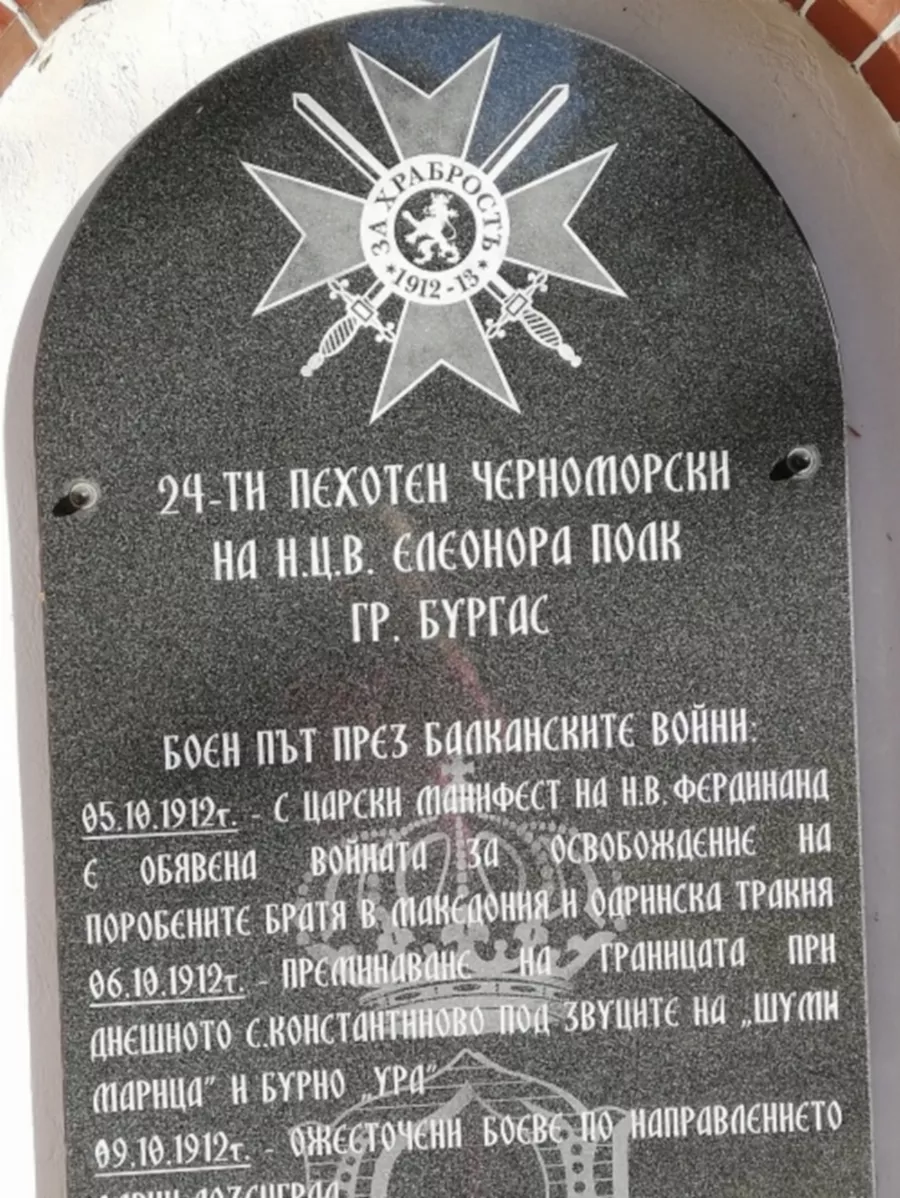 ЗА ХРАБРОСТЬ
* 1912-13 *
24-ТИ ПЕХОТЕН ЧЕРНОМОРСКИ
НА Н.Ц.В. ЕЛЕОНОРА ПОЛК
ГР. БУРГАС
БОЕН ПЪТ ПРЕЗ БАЛКАНСКИТЕ ВОЙНИ:
05.10.1912г. - С ЦАРСКИ МАНИФЕСТ НА Н.В. ФЕРДИНАНД
Е ОБЯВЕНА ВОЙНАТА ЗА ОСВОБОЖДЕНИЕ НА
ПОРОБЕНИТЕ БРАТЯ В МАКЕДОНИЯ И ОДРИНСКА ТРАКИЯ
06.10.1912г. - ПРЕМИНАВАНЕ НА ГРАНИЦАТА ПРИ
ДНЕШНОТО С.КОНСТАНТИНОВО ПОД ЗВУЦИТЕ НА „ШУМИ
МАРИЦА" И БУРНО „УРА"
09.10.1912г. - ОЖЕСТОЧЕНИ БОЕВЕ ПО НАПРАВЛЕНИЕТО